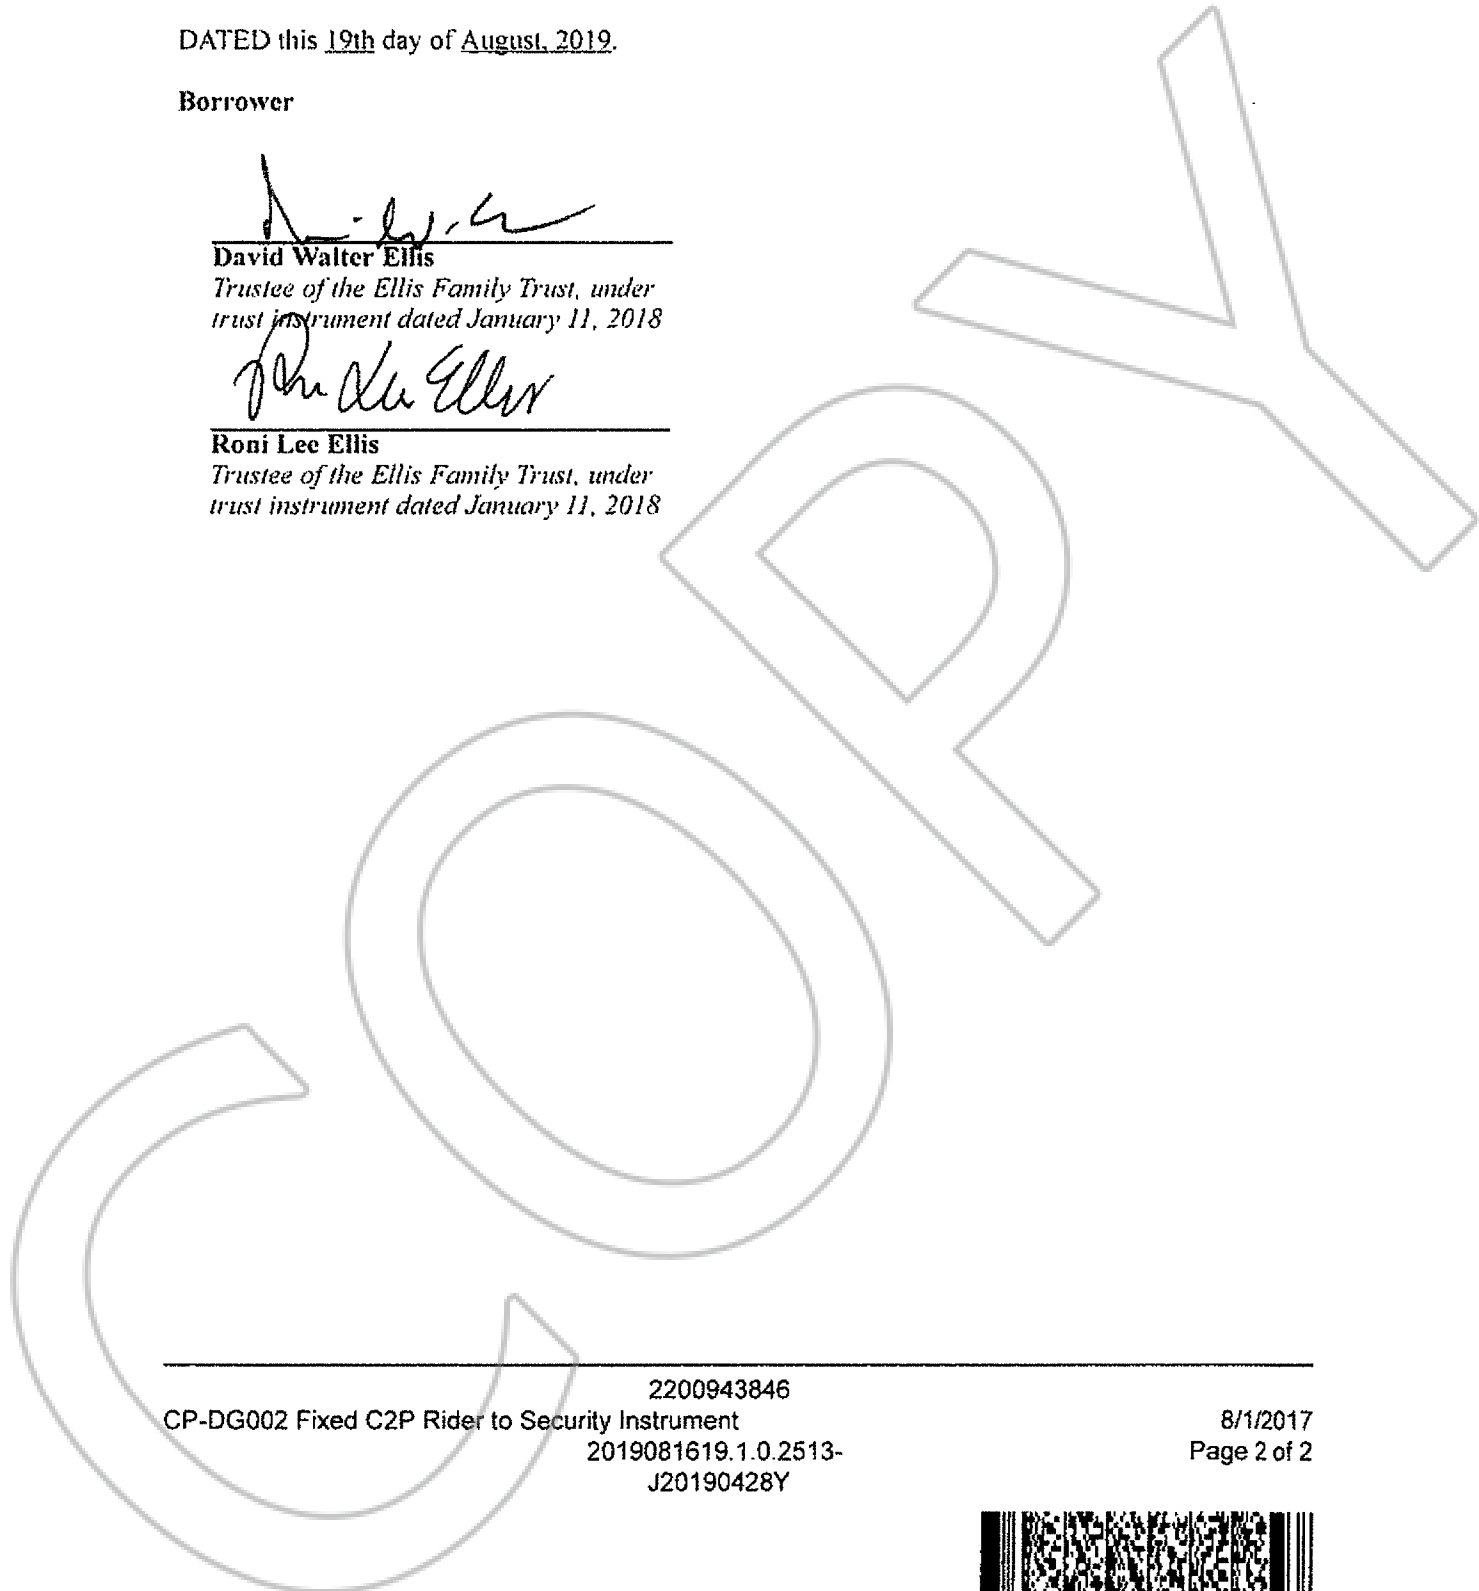 DATED this 19th day of August, 2019.
Borrower
David Walter Ellis
Trustee of the Ellis Family Trust, under
trust instrument dated January 11, 2018
Roni Lee Ellis
Roni Lee Ellis
Trustee of the Ellis Family Trust, under
trust instrument dated January 11, 2018
COPY
2200943846
CP-DG002 Fixed C2P Rider to Security Instrument
8/1/2017
2019081619.1.0.2513-
Page 2 of 2
J20190428Y